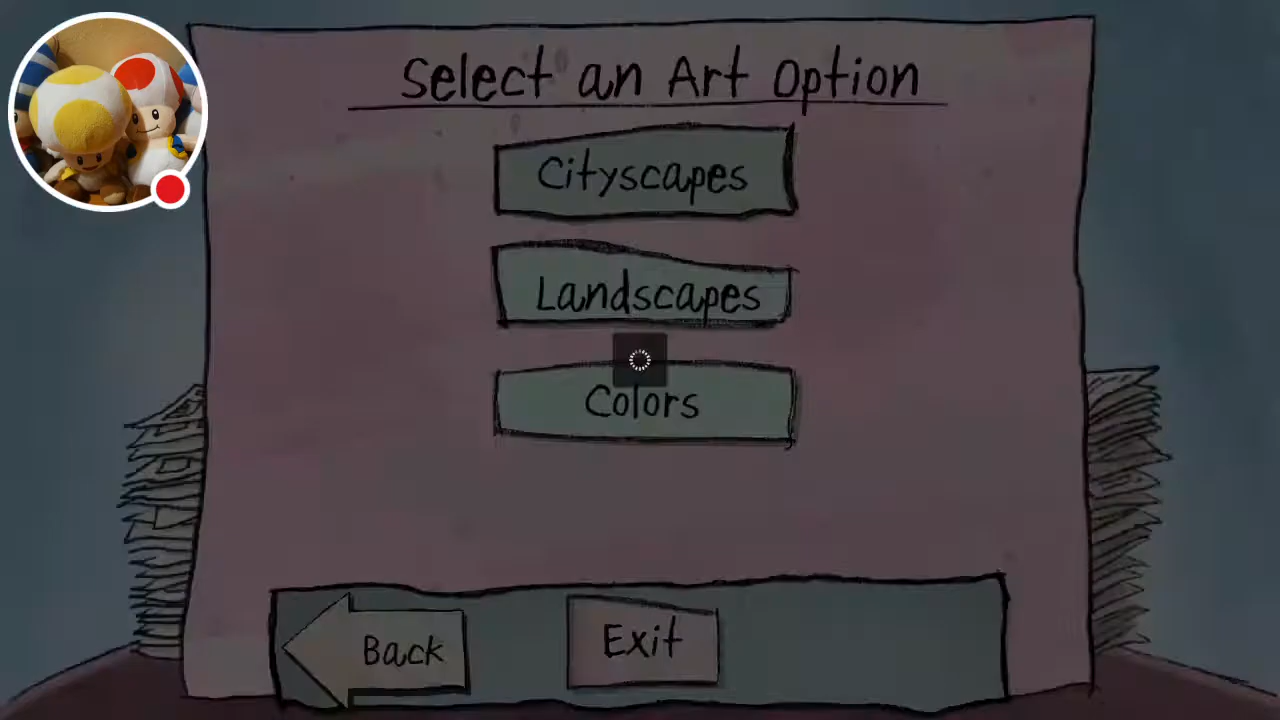 Select an Art Option
Cityscapes
Landscapes
Colors
Back
Exit